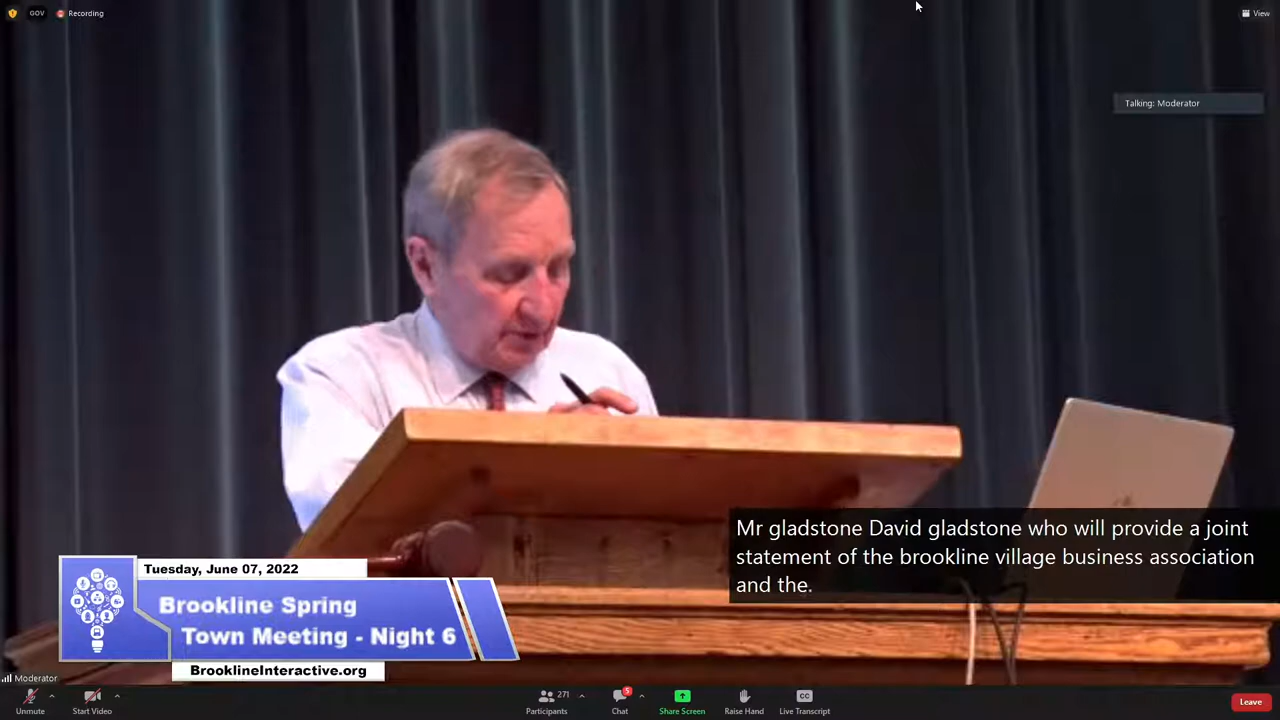 GOV
Recording
View
Talking: Moderator
Mr gladstone David gladstone who will provide a joint
statement of the brookline village business association
and the.
Tuesday, June 07, 2022
Brookline Spring
Town Meeting - Night 6
BrooklineInteractive.org
Moderator
Unmute
Start Video
271
Participants
5
Chat
Share Screen
Raise Hand
CC
Live Transcript
Leave